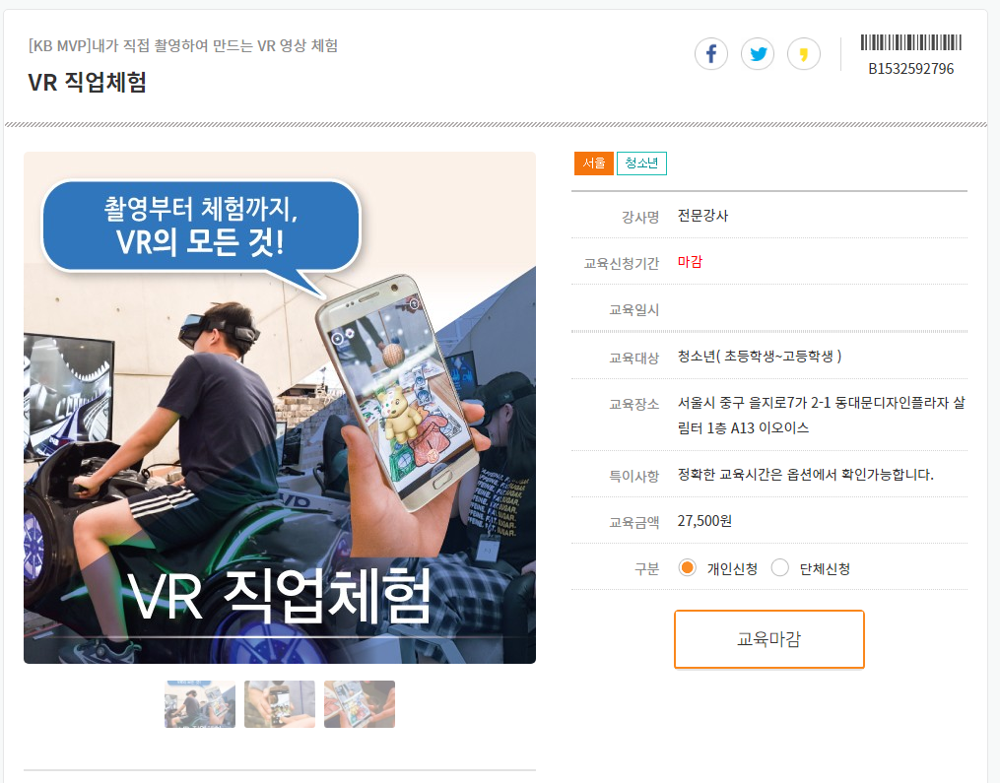 [KB MVP]내가 직접 촬영하여 만드는 VR 영상 체험
VR 직업체험
B1532592796
촬영부터 체험까지,
VR의 모든 것!
VR 직업체험
서울 청소년
강사명 전문강사
교육신청기간 마감
교육일시
교육대상 청소년( 초등학생~고등학생 )
교육장소 서울시 중구 을지로7가 2-1 동대문디자인플라자 살
림터 1층 A13 이오이스
특이사항 정확한 교육시간은 옵션에서 확인가능합니다.
교육금액 27,500원
구분 개인신청 단체신청
교육마감